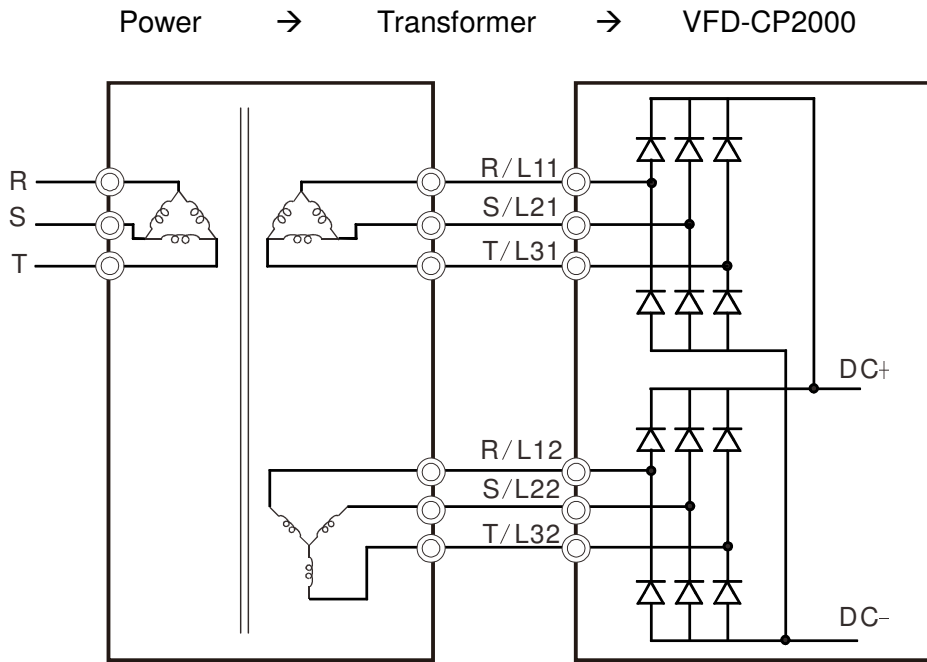 Power → Transformer → VFD-CP2000
R
S
T
R/L11
S/L21
T/L31
DC+
R/L12
S/L22
T/L32
DC-